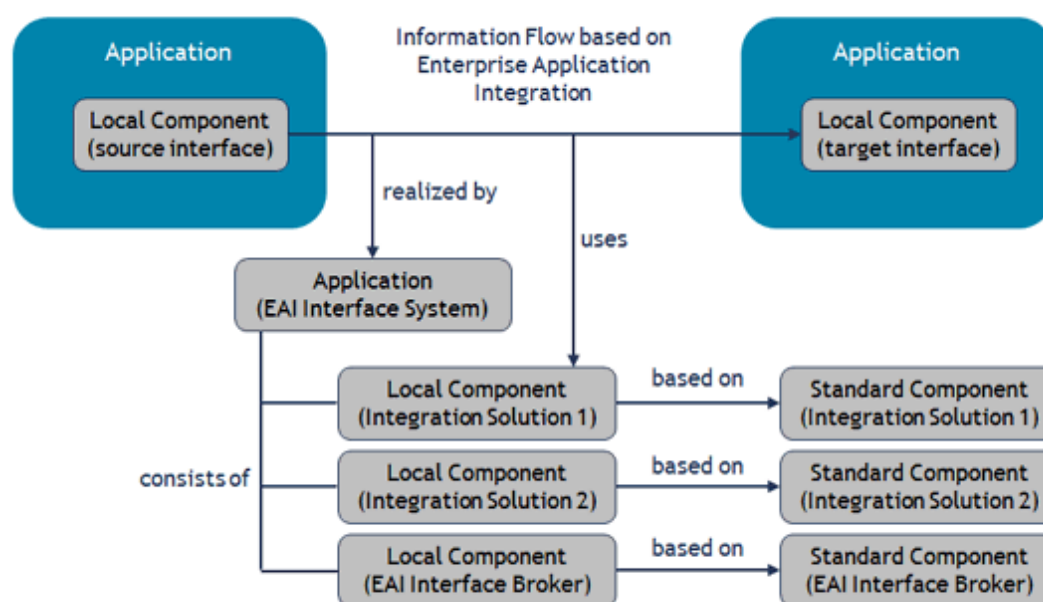 Application
Information Flow based on
Enterprise Application
Integration
Application
Local Component
(source interface)
Local Component
(target interface)
realized by
uses
Application
(EAI Interface System)
Local Component
(Integration Solution 1)
based on
Standard Component
(Integration Solution 1)
consists of
Local Component
(Integration Solution 2)
based on
Standard Component
(Integration Solution 2)
Local Component
(EAI Interface Broker)
based on
Standard Component
(EAI Interface Broker)